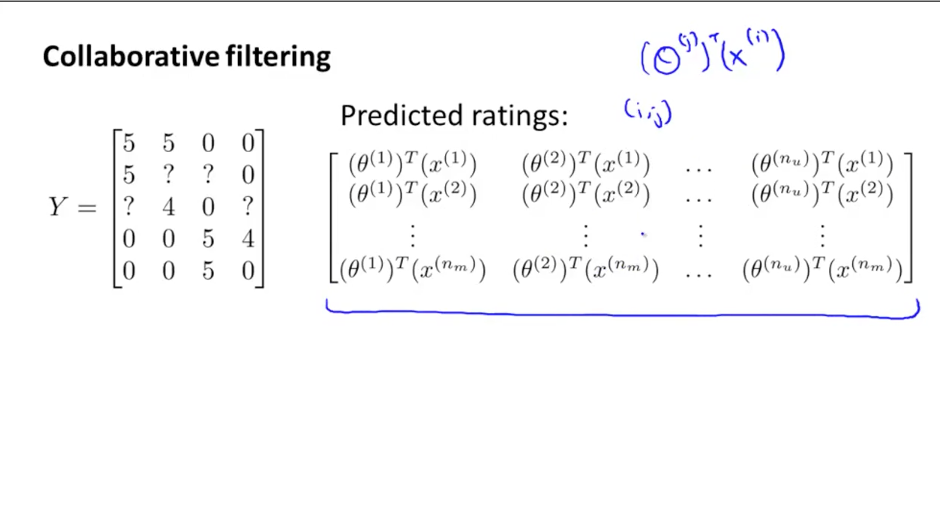 Collaborative filtering
(Θ^(j))^T (x^(i))
Predicted ratings:
(i,j)
Y =
5 5 0 0
5 ? ? 0
? 4 0 ?
0 0 5 4
0 0 5 0
(θ^(1))^T(x^(1)) (θ^(2))^T(x^(1)) … (θ^(n_u))^T(x^(1))
(θ^(1))^T(x^(2)) (θ^(2))^T(x^(2)) … (θ^(n_u))^T(x^(2))
⋮ ⋮ ⋮ ⋮
(θ^(1))^T(x^(n_m)) (θ^(2))^T(x^(n_m)) … (θ^(n_u))^T(x^(n_m))